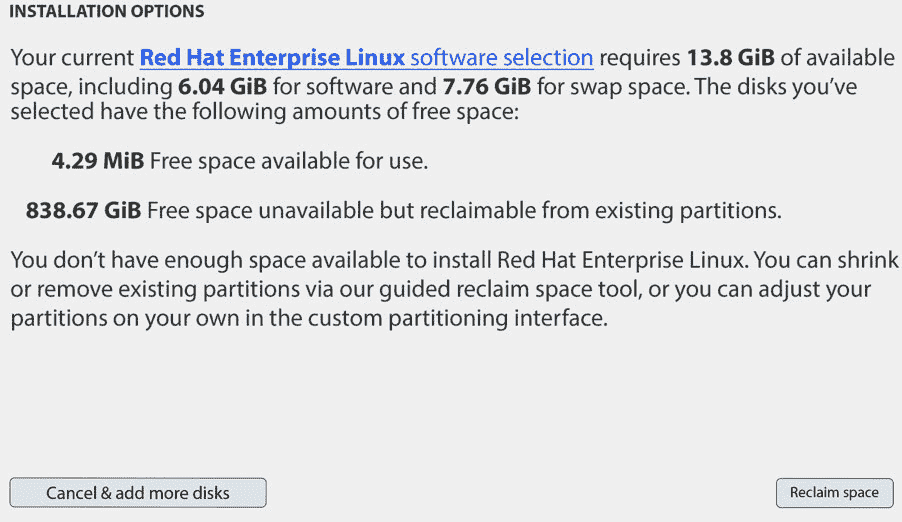 INSTALLATION OPTIONS
Your current Red Hat Enterprise Linux software selection requires 13.8 GiB of available
space, including 6.04 GiB for software and 7.76 GiB for swap space. The disks you’ve
selected have the following amounts of free space:
4.29 MiB Free space available for use.
838.67 GiB Free space unavailable but reclaimable from existing partitions.
You don’t have enough space available to install Red Hat Enterprise Linux. You can shrink
or remove existing partitions via our guided reclaim space tool, or you can adjust your
partitions on your own in the custom partitioning interface.
Cancel & add more disks
Reclaim space